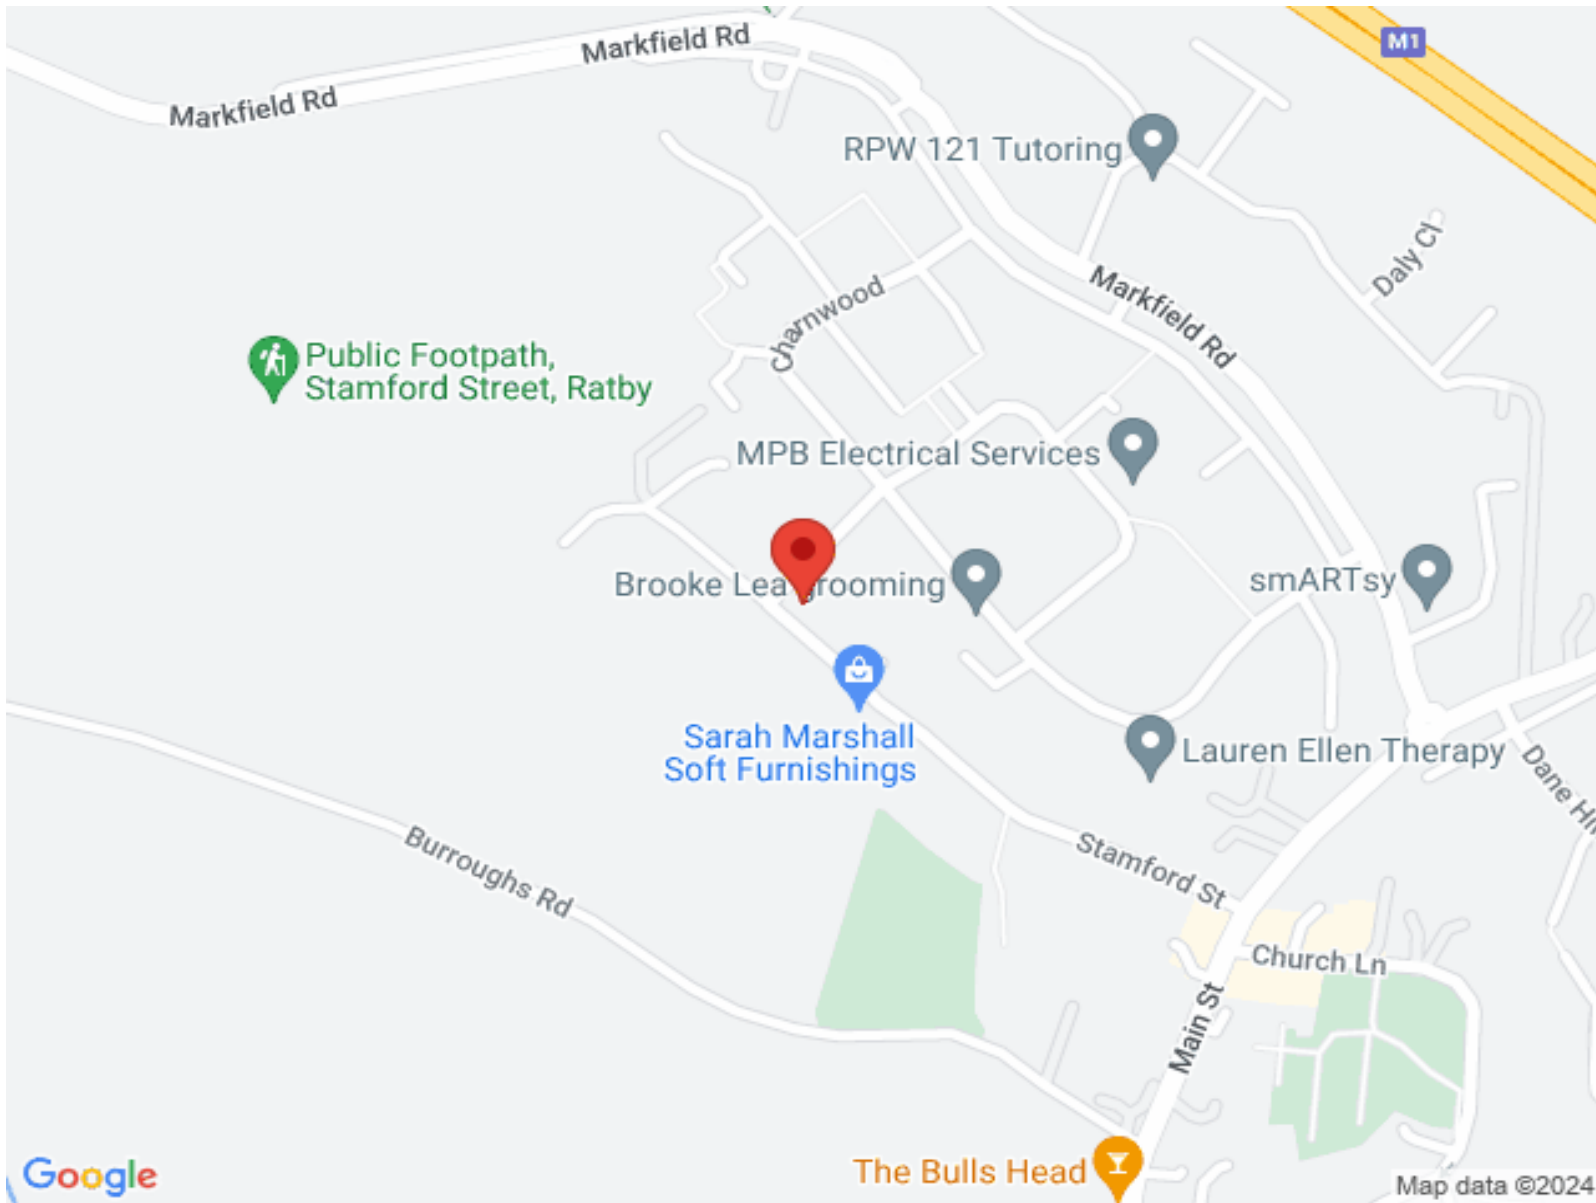 M1
Markfield Rd
Markfield Rd
RPW 121 Tutoring
Daly Cl
Markfield Rd
Charnwood
Public Footpath,
Stamford Street, Ratby
MPB Electrical Services
Brooke Lea grooming
smARTsy
Sarah Marshall
Soft Furnishings
Lauren Ellen Therapy
Dane Hill
Burroughs Rd
Stamford St
Church Ln
Main St
The Bulls Head
Google
Map data ©2024